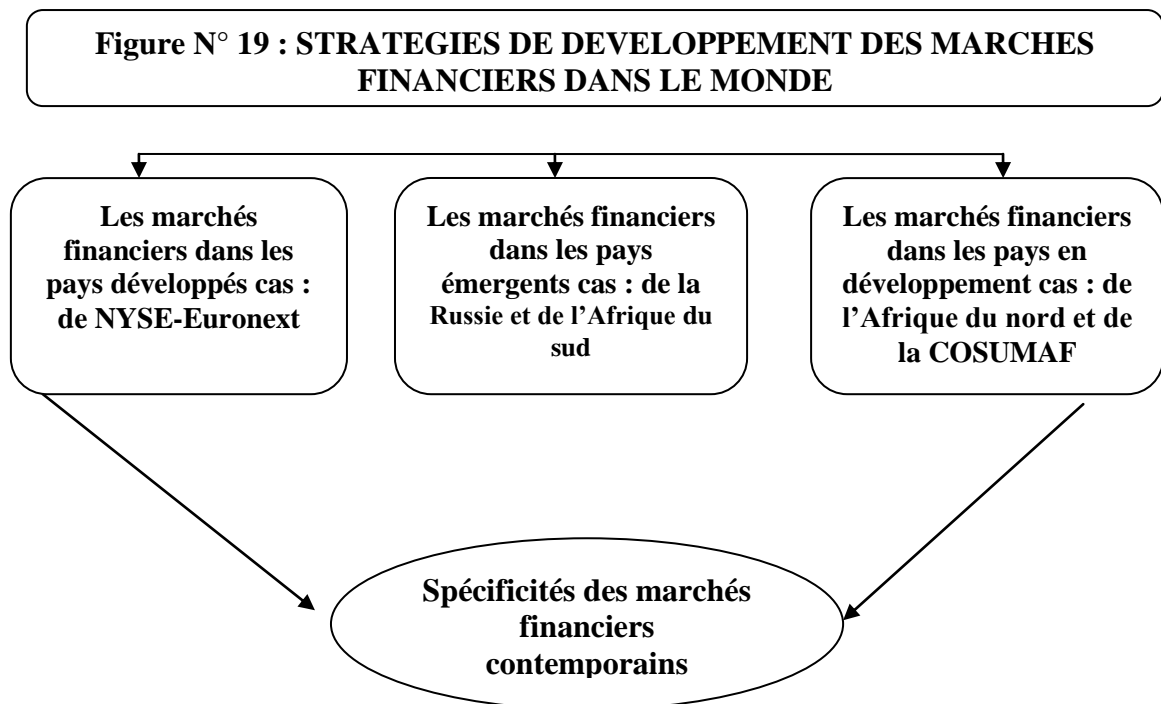 Figure N° 19 : STRATEGIES DE DEVELOPPEMENT DES MARCHES
FINANCIERS DANS LE MONDE
Les marchés
financiers dans les
pays développés cas :
de NYSE-Euronext
Les marchés financiers
dans les pays
émergents cas : de la
Russie et de l’Afrique du
sud
Les marchés financiers
dans les pays en
développement cas : de
l’Afrique du nord et de
la COSUMAF
Spécificités des marchés
financiers
contemporains